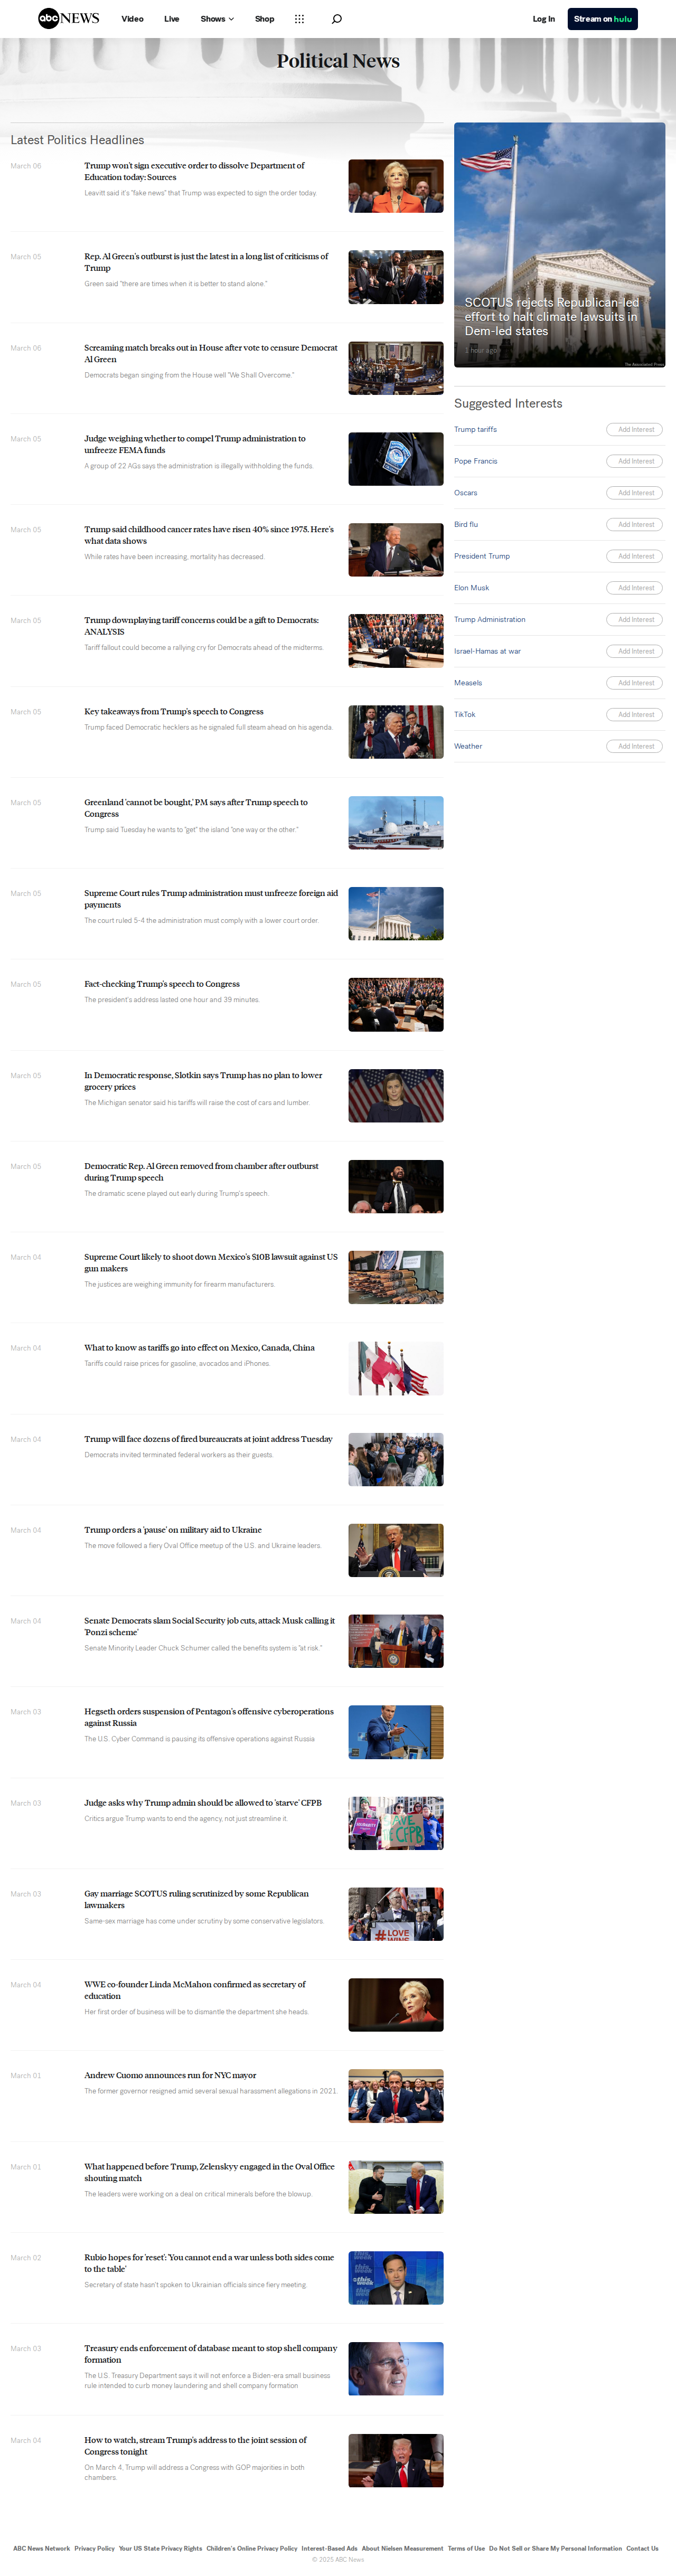 abc NEWS Video Live Shows Shop Log In Stream on hulu
Political News
Latest Politics Headlines
March 06
Trump won't sign executive order to dissolve Department of
Education today: Sources
Leavitt said it's "fake news" that Trump was expected to sign the order today.
March 05
Rep. Al Green's outburst is just the latest in a long list of criticisms of
Trump
Green said "there are times when it is better to stand alone."
March 06
Screaming match breaks out in House after vote to censure Democrat
Al Green
Democrats began singing from the House well "We Shall Overcome."
March 05
Judge weighing whether to compel Trump administration to
unfreeze FEMA funds
A group of 22 AGs says the administration is illegally withholding the funds.
March 05
Trump said childhood cancer rates have risen 40% since 1975. Here's
what data shows
While rates have been increasing, mortality has decreased.
March 05
Trump downplaying tariff concerns could be a gift to Democrats:
ANALYSIS
Tariff fallout could become a rallying cry for Democrats ahead of the midterms.
March 05
Key takeaways from Trump's speech to Congress
Trump faced Democratic hecklers as he signaled full steam ahead on his agenda.
March 05
Greenland 'cannot be bought,' PM says after Trump speech to
Congress
Trump said Tuesday he wants to "get" the island "one way or the other."
March 05
Supreme Court rules Trump administration must unfreeze foreign aid
payments
The court ruled 5-4 the administration must comply with a lower court order.
March 05
Fact-checking Trump's speech to Congress
The president's address lasted one hour and 39 minutes.
March 05
In Democratic response, Slotkin says Trump has no plan to lower
grocery prices
The Michigan senator said his tariffs will raise the cost of cars and lumber.
March 05
Democratic Rep. Al Green removed from chamber after outburst
during Trump speech
The dramatic scene played out early during Trump's speech.
March 04
Supreme Court likely to shoot down Mexico's $10B lawsuit against US
gun makers
The justices are weighing immunity for firearm manufacturers.
March 04
What to know as tariffs go into effect on Mexico, Canada, China
Tariffs could raise prices for gasoline, avocados and iPhones.
March 04
Trump will face dozens of fired bureaucrats at joint address Tuesday
Democrats invited terminated federal workers as their guests.
March 04
Trump orders a 'pause' on military aid to Ukraine
The move followed a fiery Oval Office meetup of the U.S. and Ukraine leaders.
March 04
Senate Democrats slam Social Security job cuts, attack Musk calling it
'Ponzi scheme'
Senate Minority Leader Chuck Schumer called the benefits system is "at risk."
March 03
Hegseth orders suspension of Pentagon's offensive cyberoperations
against Russia
The U.S. Cyber Command is pausing its offensive operations against Russia
March 03
Judge asks why Trump admin should be allowed to 'starve' CFPB
Critics argue Trump wants to end the agency, not just streamline it.
SAVE THE CFPB
March 03
Gay marriage SCOTUS ruling scrutinized by some Republican
lawmakers
Same-sex marriage has come under scrutiny by some conservative legislators.
#LOVE
WINS
March 04
WWE co-founder Linda McMahon confirmed as secretary of
education
Her first order of business will be to dismantle the department she heads.
March 01
Andrew Cuomo announces run for NYC mayor
The former governor resigned amid several sexual harassment allegations in 2021.
March 01
What happened before Trump, Zelenskyy engaged in the Oval Office
shouting match
The leaders were working on a deal on critical minerals before the blowup.
March 02
Rubio hopes for 'reset': 'You cannot end a war unless both sides come
to the table'
Secretary of state hasn't spoken to Ukrainian officials since fiery meeting.
March 03
Treasury ends enforcement of database meant to stop shell company
formation
The U.S. Treasury Department says it will not enforce a Biden-era small business
rule intended to curb money laundering and shell company formation
March 04
How to watch, stream Trump's address to the joint session of
Congress tonight
On March 4, Trump will address a Congress with GOP majorities in both
chambers.
SCOTUS rejects Republican-led
effort to halt climate lawsuits in
Dem-led states
1 hour ago
The Associated Press
Suggested Interests
Trump tariffs Add Interest
Pope Francis Add Interest
Oscars Add Interest
Bird flu Add Interest
President Trump Add Interest
Elon Musk Add Interest
Trump Administration Add Interest
Israel-Hamas at war Add Interest
Measels Add Interest
TikTok Add Interest
Weather Add Interest
ABC News Network Privacy Policy Your US State Privacy Rights Children's Online Privacy Policy Interest-Based Ads About Nielsen Measurement Terms of Use Do Not Sell or Share My Personal Information Contact Us
© 2025 ABC News